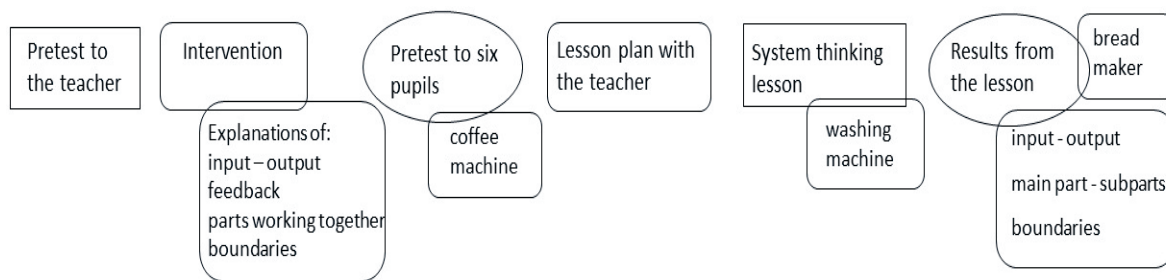 Pretest to
the teacher
Intervention
Explanations of:
input – output
feedback
parts working together
boundaries
Pretest to six
pupils
coffee
machine
Lesson plan with
the teacher
System thinking
lesson
washing
machine
Results from
the lesson
bread
maker
input - output
main part - subparts
boundaries